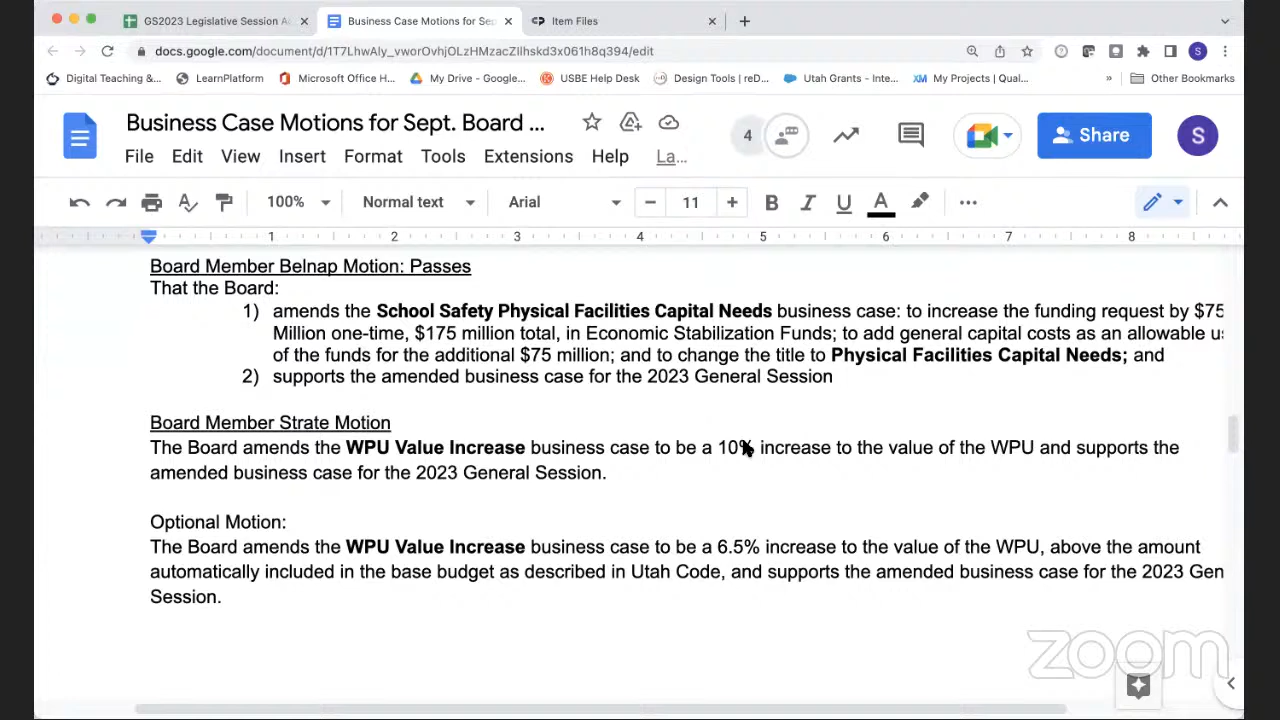 GS2023 Legislative Session A
Business Case Motions for Sep
Item Files
docs.google.com/document/d/1T7LhwAly_vworOvhjOLzHMzacZilhskd3x061h8q394/edit
Digital Teaching &...
LearnPlatform
Microsoft Office H...
My Drive - Google...
USBE Help Desk
Design Tools | reD...
Utah Grants - Inte...
My Projects | Qual...
Other Bookmarks
Business Case Motions for Sept. Board ...
4
Share
S
File Edit View Insert Format Tools Extensions Help La...
100% Normal text Arial 11 B I U A
1 2 3 4 5 6 7 8
Board Member Belnap Motion: Passes
That the Board:
1) amends the School Safety Physical Facilities Capital Needs business case: to increase the funding request by $75
Million one-time, $175 million total, in Economic Stabilization Funds; to add general capital costs as an allowable
of the funds for the additional $75 million; and to change the title to Physical Facilities Capital Needs; and
2) supports the amended business case for the 2023 General Session
Board Member Strate Motion
The Board amends the WPU Value Increase business case to be a 10% increase to the value of the WPU and supports the
amended business case for the 2023 General Session.
Optional Motion:
The Board amends the WPU Value Increase business case to be a 6.5% increase to the value of the WPU, above the amount
automatically included in the base budget as described in Utah Code, and supports the amended business case for the 2023 Gen
Session.
zoom